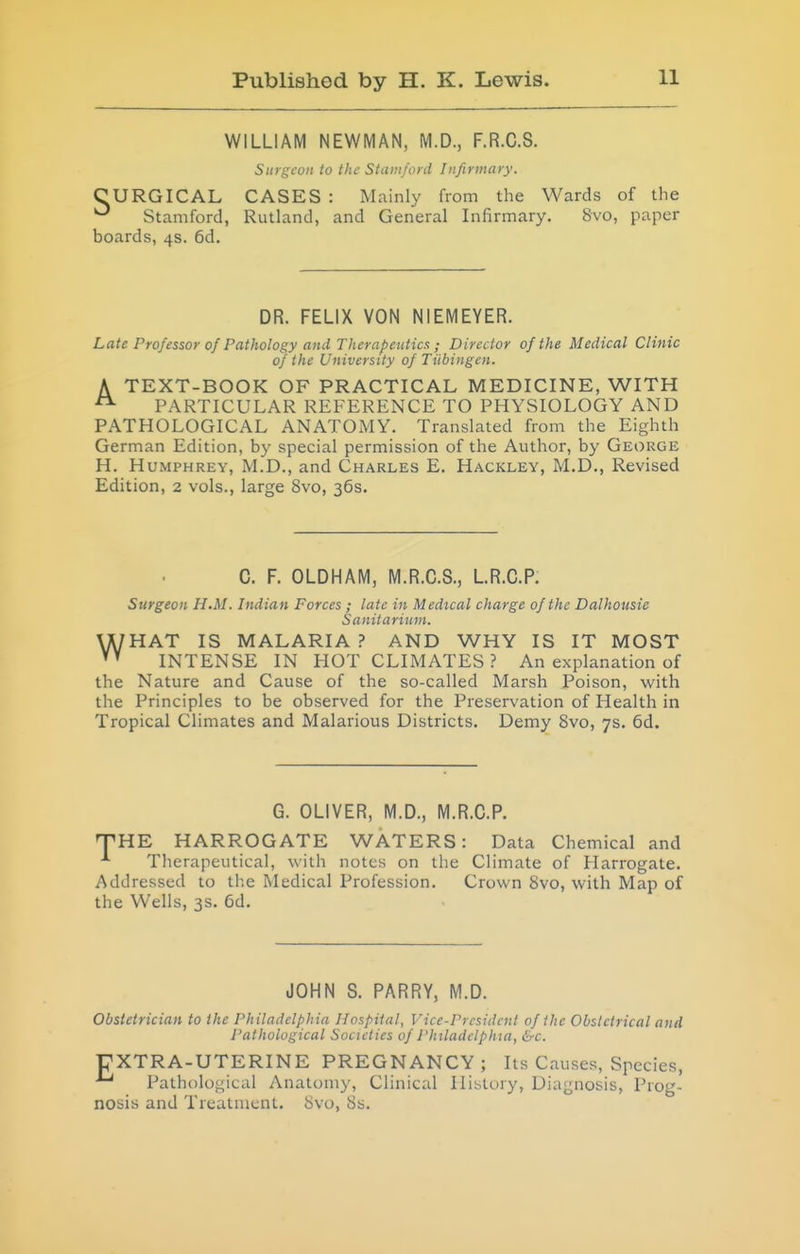 Published by H. K. Lewis. 11
WILLIAM NEWMAN, M.D., F.R.C.S.
Surgeon to the Stamford Infirmary.
SURGICAL CASES : Mainly from the Wards of the
Stamford, Rutland, and General Infirmary. 8vo, paper
boards, 4s. 6d.
DR. FELIX VON NIEMEYER.
Late Professor of Pathology and Therapeutics ; Director of the Medical Clinic
of the University of Tübingen.
A TEXT-BOOK OF PRACTICAL MEDICINE, WITH
PARTICULAR REFERENCE TO PHYSIOLOGY AND
PATHOLOGICAL ANATOMY. Translated from the Eighth
German Edition, by special permission of the Author, by GEORGE
H. HUMPHREY, M.D., and CHARLES E. HACKLEY, M.D., Revised
Edition, 2 vols., large 8vo, 36s.
C. F. OLDHAM, M.R.C.S., L.R.C.P.
Surgeon H.M. Indian Forces ; late in Medical charge of the Dalhousie
Sanitarium.
WHAT IS MALARIA ? AND WHY IS IT MOST
INTENSE IN HOT CLIMATES ? An explanation of
the Nature and Cause of the so-called Marsh Poison, with
the Principles to be observed for the Preservation of Health in
Tropical Climates and Malarious Districts. Demy 8vo, 7s. 6d.
G. OLIVER, M.D., M.R.C.P.
THE HARROGATE WATERS : Data Chemical and
Therapeutical, with notes on the Climate of Harrogate.
Addressed to the Medical Profession. Crown 8vo, with Map of
the Wells, 3s. 6d.
JOHN S. PARRY, M.D.
Obstetrician to the Philadelphia Hospital, Vice-President of the Obstetrical and
Pathological Societies of Philadelphia, &c.
EXTRA-UTERINE PREGNANCY ; Its Causes, Species,
Pathological Anatomy, Clinical History, Diagnosis, Prog-
nosis and Treatment. 8vo, 8s.